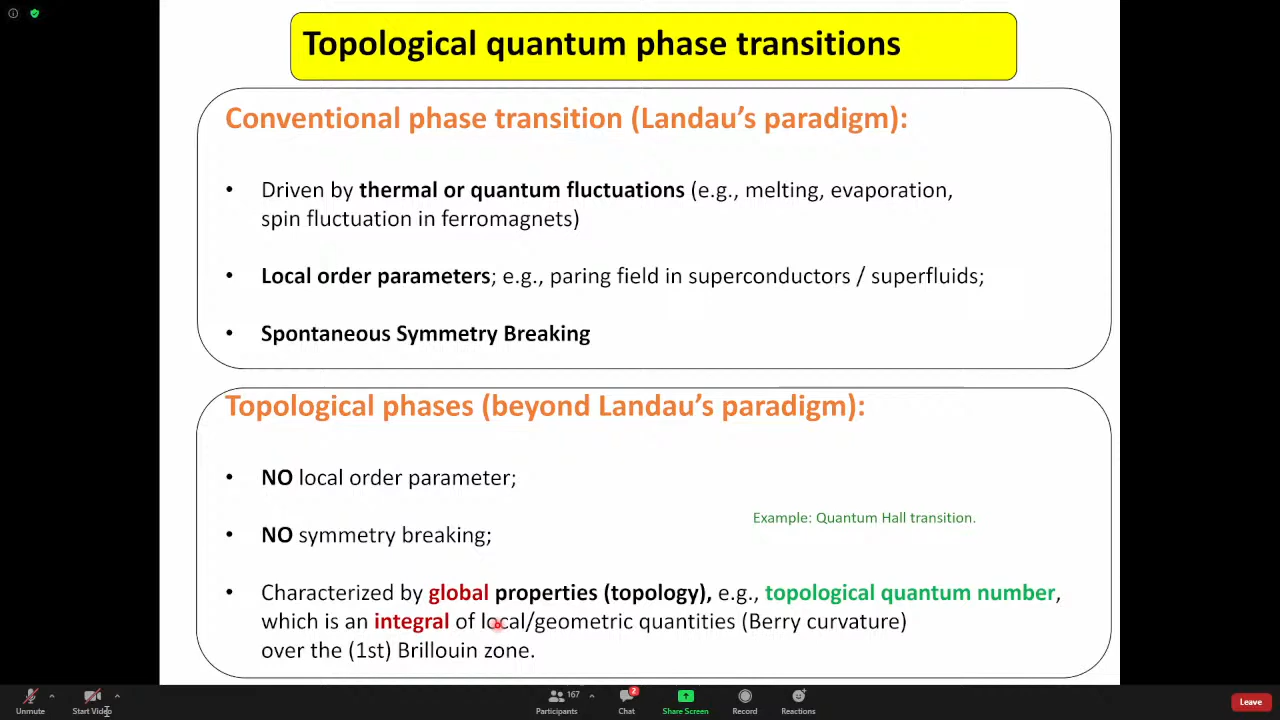 Topological quantum phase transitions
Conventional phase transition (Landau's paradigm):
• Driven by thermal or quantum fluctuations (e.g., melting, evaporation,
spin fluctuation in ferromagnets)
• Local order parameters; e.g., paring field in superconductors / superfluids;
• Spontaneous Symmetry Breaking
Topological phases (beyond Landau's paradigm):
• NO local order parameter;
Example: Quantum Hall transition.
• NO symmetry breaking;
• Characterized by global properties (topology), e.g., topological quantum number,
which is an integral of local/geometric quantities (Berry curvature)
over the (1st) Brillouin zone.
Unmute
Start Video
167
Participants
2
Chat
Share Screen
Record
Reactions
Leave